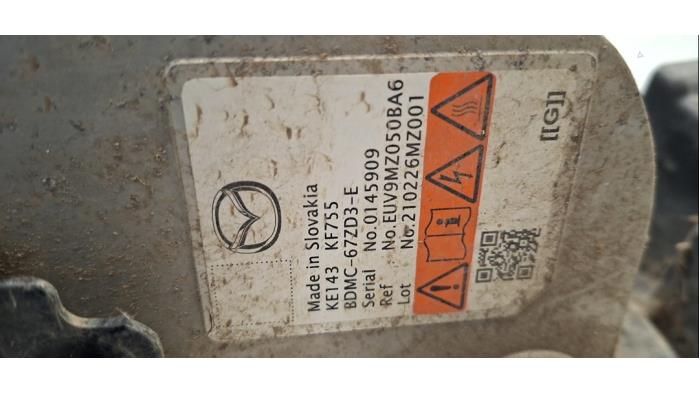 Made in Slovakia
KE143 KF755
BDMC-67ZD3-E
Serial No.0145909
Ref No.EUV9MZ050BA6
Lot No.210226MZ001
[[G]]